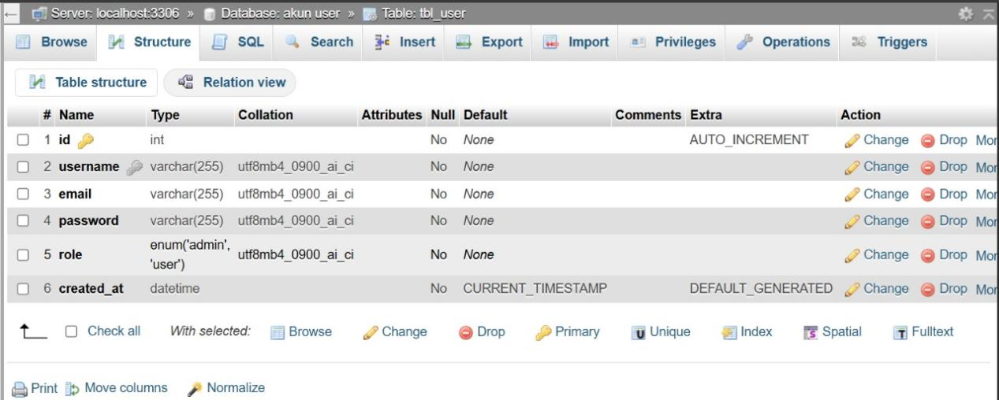 Server: localhost:3306 » Database: akun user » Table: tbl_user
Browse Structure SQL Search Insert Export Import Privileges Operations Triggers
Table structure Relation view
# Name Type Collation Attributes Null Default Comments Extra Action
1 id int No None AUTO_INCREMENT Change Drop Mor
2 username varchar(255) utf8mb4_0900_ai_ci No None Change Drop Mor
3 email varchar(255) utf8mb4_0900_ai_ci No None Change Drop Mor
4 password varchar(255) utf8mb4_0900_ai_ci No None Change Drop Mor
5 role enum('admin', 'user') utf8mb4_0900_ai_ci No None Change Drop Mor
6 created_at datetime No CURRENT_TIMESTAMP DEFAULT_GENERATED Change Drop Mor
Check all With selected: Browse Change Drop Primary Unique Index Spatial Fulltext
Print Move columns Normalize